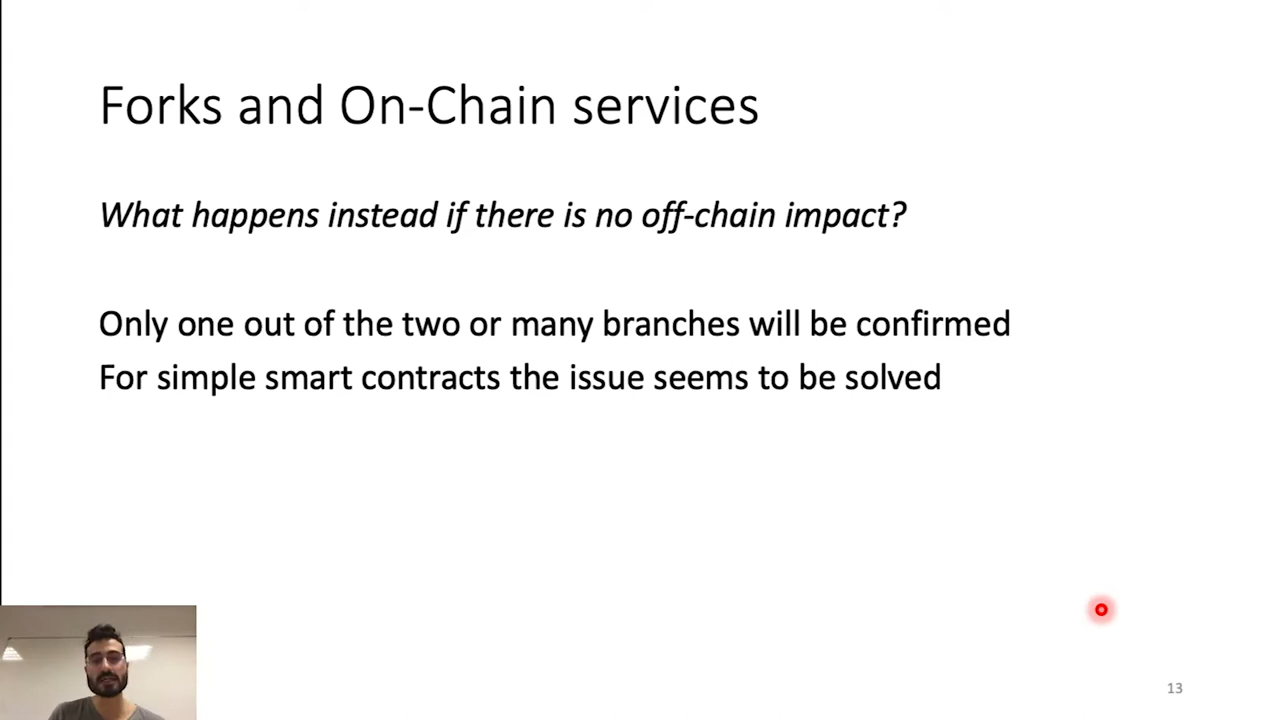 Forks and On-Chain services
What happens instead if there is no off-chain impact?
Only one out of the two or many branches will be confirmed
For simple smart contracts the issue seems to be solved
13